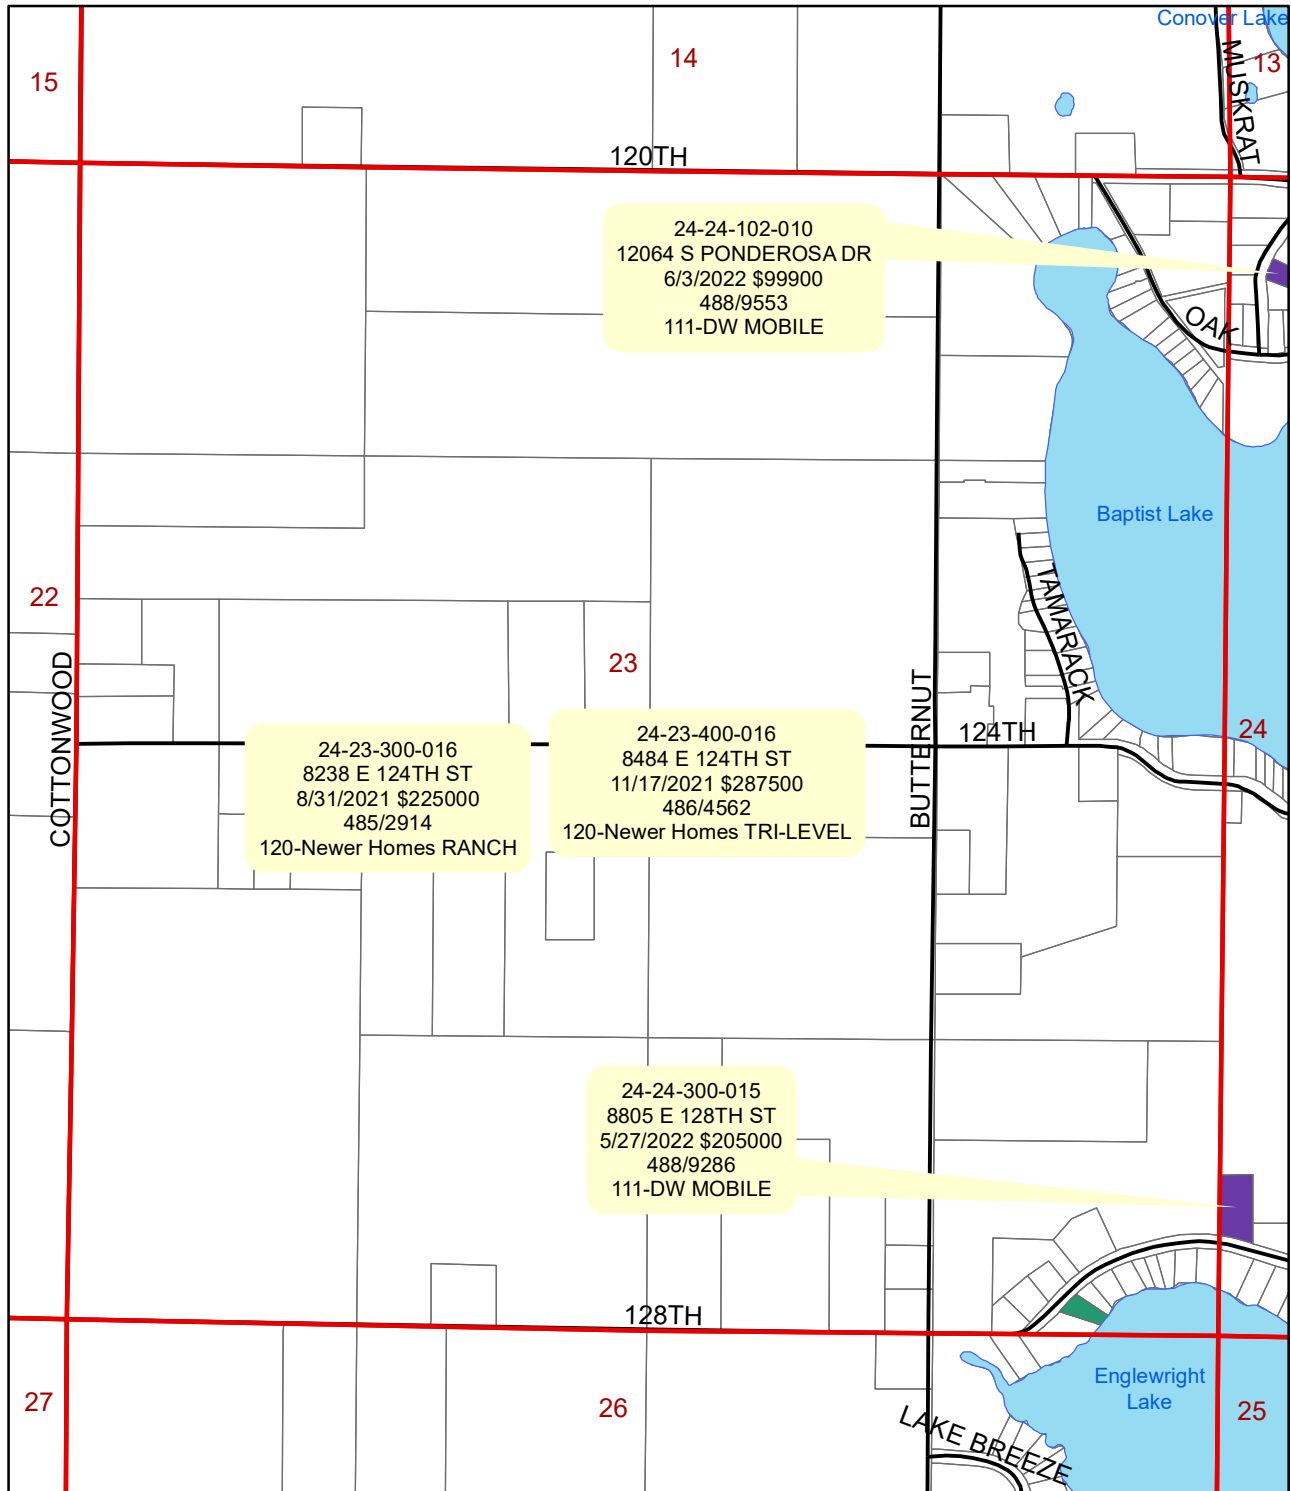 Conover Lake
15
14
13
MUSKRAT
120TH
24-24-102-010
12064 S PONDEROSA DR
6/3/2022 $99900
488/9553
111-DW MOBILE
OAK
Baptist Lake
22
TAMARACK
COTTONWOOD
23
BUTTERNUT
124TH
24
24-23-300-016
8238 E 124TH ST
8/31/2021 $225000
485/2914
120-Newer Homes RANCH
24-23-400-016
8484 E 124TH ST
11/17/2021 $287500
486/4562
120-Newer Homes TRI-LEVEL
24-24-300-015
8805 E 128TH ST
5/27/2022 $205000
488/9286
111-DW MOBILE
128TH
Englewright
Lake
27
26
25
LAKE BREEZE